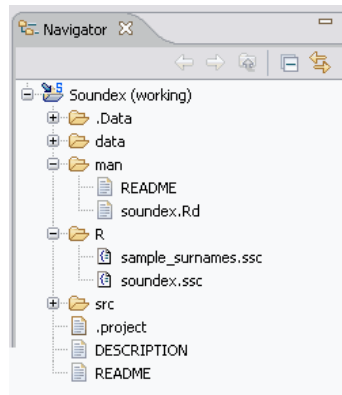 Navigator
Soundex (working)
.Data
data
man
README
soundex.Rd
R
sample_surnames.ssc
soundex.ssc
src
.project
DESCRIPTION
README